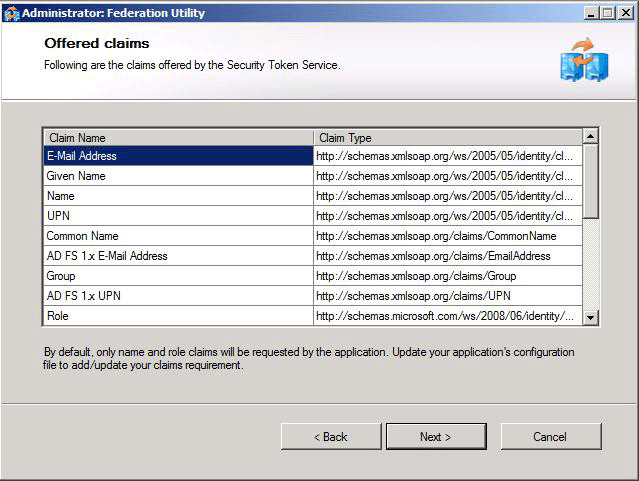 Administrator: Federation Utility
Offered claims
Following are the claims offered by the Security Token Service.
Claim Name Claim Type
E-Mail Address http://schemas.xmlsoap.org/ws/2005/05/identity/cl...
Given Name http://schemas.xmlsoap.org/ws/2005/05/identity/cl...
Name http://schemas.xmlsoap.org/ws/2005/05/identity/cl...
UPN http://schemas.xmlsoap.org/ws/2005/05/identity/cl...
Common Name http://schemas.xmlsoap.org/claims/CommonName
AD FS 1.x E-Mail Address http://schemas.xmlsoap.org/claims/EmailAddress
Group http://schemas.xmlsoap.org/claims/Group
AD FS 1.x UPN http://schemas.xmlsoap.org/claims/UPN
Role http://schemas.microsoft.com/ws/2008/06/identity/...
By default, only name and role claims will be requested by the application. Update your application's configuration
file to add/update your claims requirement.
< Back Next > Cancel